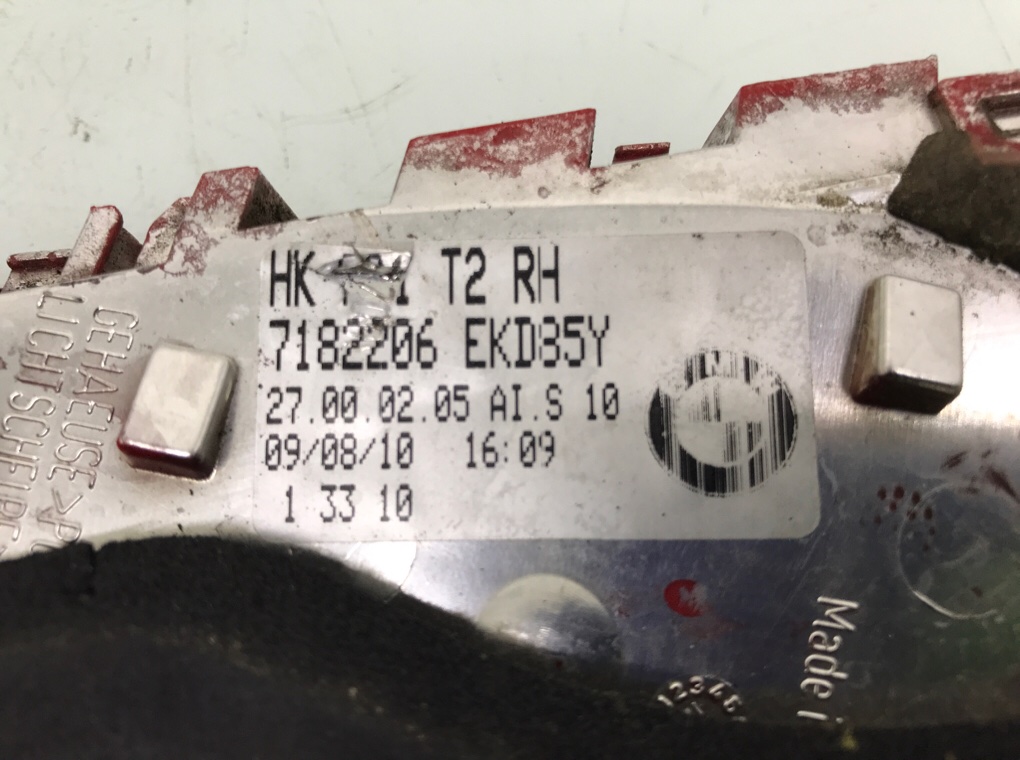 HK T2 RH
7182206 EKD35Y
27.00.02.05 AI.S 10
09/08/10 16:09
1 33 10
GEHAEUSE
LICHTSCHEIBE
Made i